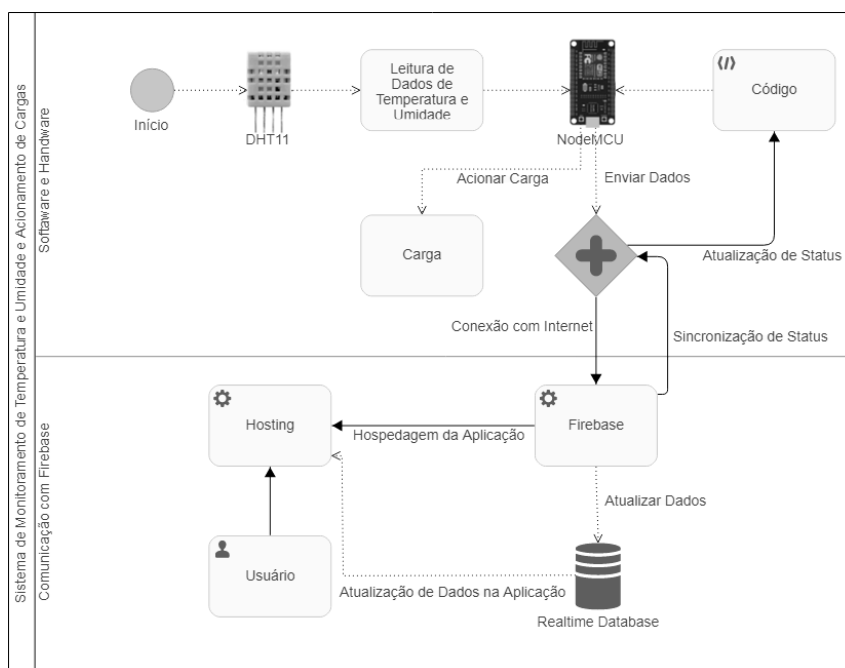 Sistema de Monitoramento de Temperatura e Umidade e Acionamento de Cargas
Softaware e Handware
Início
DHT11
Leitura de
Dados de
Temperatura e
Umidade
NodeMCU
Código
Acionar Carga
Enviar Dados
Carga
Atualização de Status
Conexão com Internet
Sincronização de Status
Comunicação com Firebase
Hosting
Hospedagem da Aplicação
Firebase
Atualizar Dados
Usuário
Atualização de Dados na Aplicação
Realtime Database